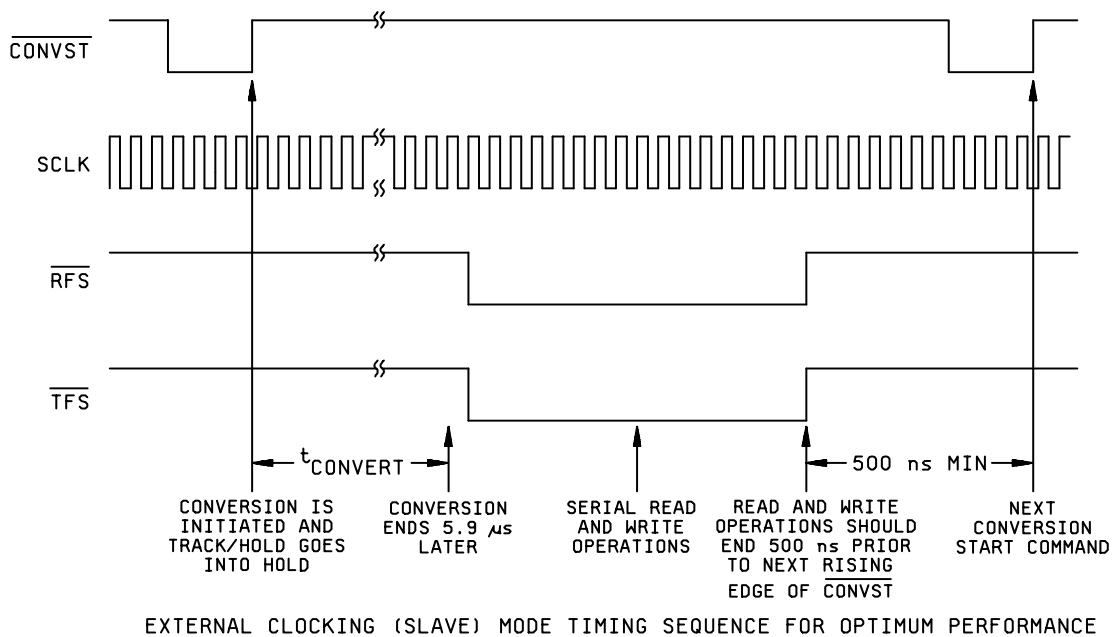 CONVST
SCLK
RFS
TFS
tCONVERT
500 ns MIN
CONVERSION IS
INITIATED AND
TRACK/HOLD GOES
INTO HOLD
CONVERSION
ENDS 5.9 μs
LATER
SERIAL READ
AND WRITE
OPERATIONS
READ AND WRITE
OPERATIONS SHOULD
END 500 ns PRIOR
TO NEXT RISING
EDGE OF CONVST
NEXT
CONVERSION
START COMMAND
EXTERNAL CLOCKING (SLAVE) MODE TIMING SEQUENCE FOR OPTIMUM PERFORMANCE